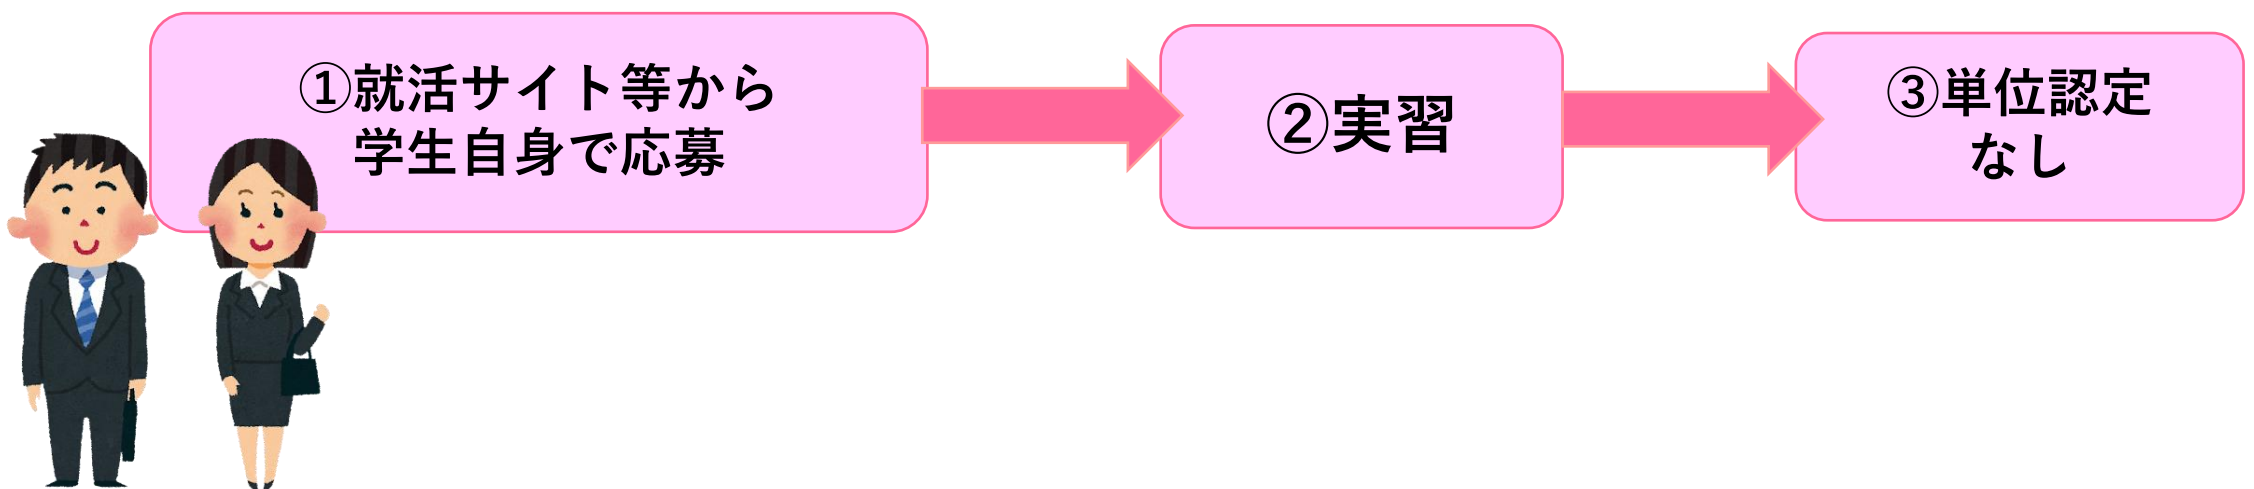 ①就活サイト等から
学生自身で応募
②実習
③単位認定
なし